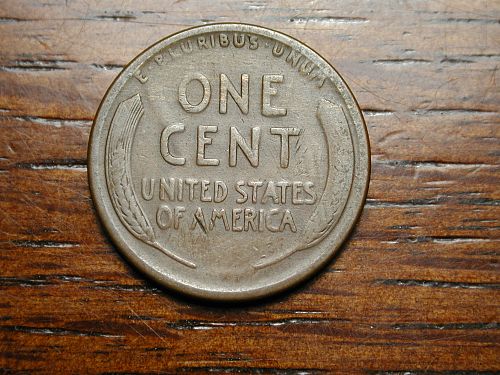 E·PLURIBUS·UNUM
ONE
CENT
UNITED STATES
OF AMERICA